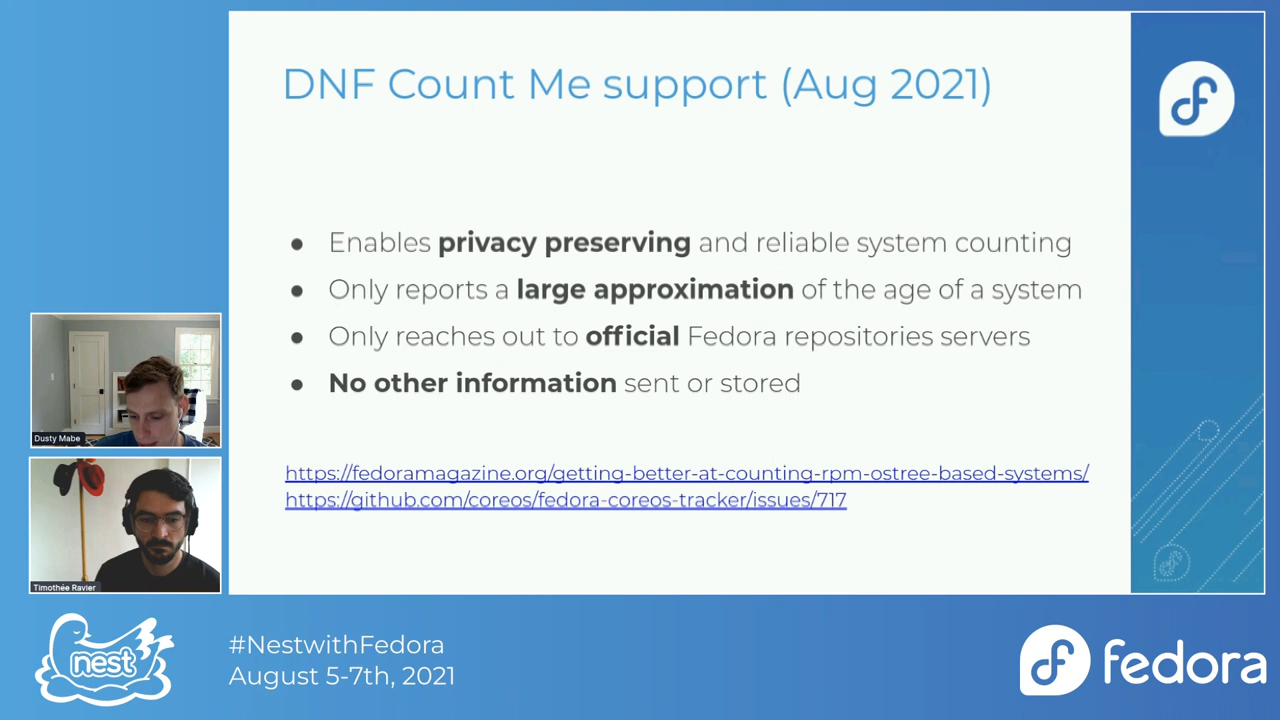 DNF Count Me support (Aug 2021)
● Enables privacy preserving and reliable system counting
● Only reports a large approximation of the age of a system
● Only reaches out to official Fedora repositories servers
● No other information sent or stored
https://fedoramagazine.org/getting-better-at-counting-rpm-ostree-based-systems/
https://github.com/coreos/fedora-coreos-tracker/issues/717
Dusty Mabe
Timothée Ravier
nest
#NestwithFedora
August 5-7th, 2021
fedora